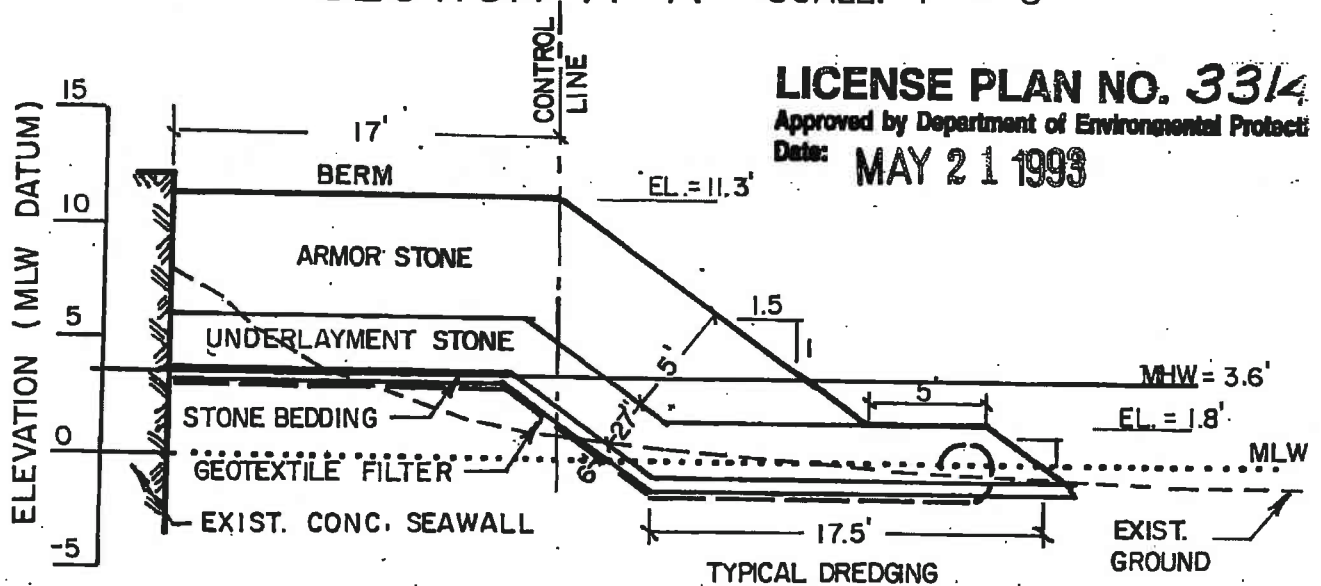 CONTROL
LINE
LICENSE PLAN NO. 3314
Approved by Department of Environmental
Date: MAY 21 1993
ELEVATION (MLW DATUM)
15
10
5
0
-5
17'
BERM
EL.=11.3'
ARMOR STONE
1.5
1
UNDERLAYMENT STONE
5'
MHW = 3.6'
5'
STONE BEDDING
27"
EL. = 1.8'
MLW
GEOTEXTILE FILTER
6"
EXIST. CONC. SEAWALL
17.5'
EXIST.
GROUND
TYPICAL DREDGING